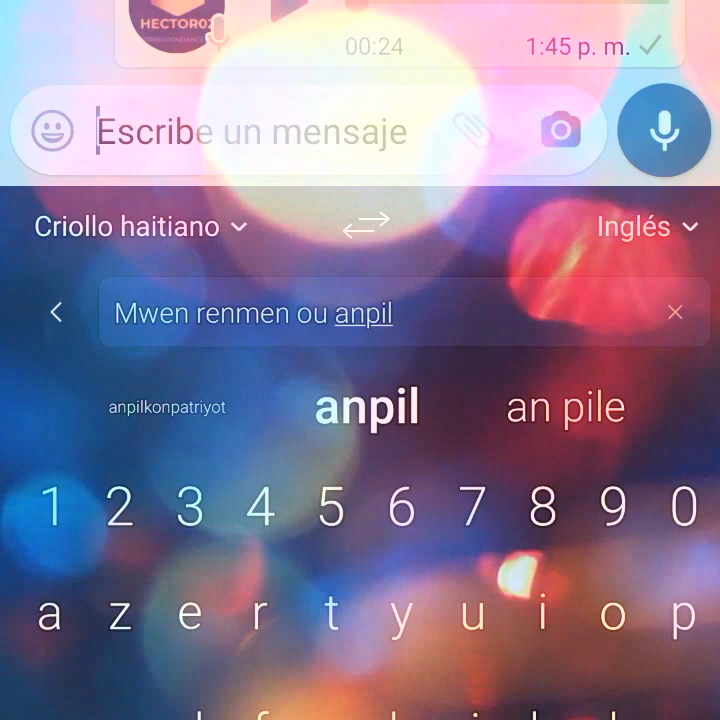 HECTOR02
00:24 1:45 p. m.
Escribe un mensaje
Criollo haitiano Inglés
Mwen renmen ou anpil
anpilkonpatriyot anpil an pile
1 2 3 4 5 6 7 8 9 0
a z e r t y u i o p